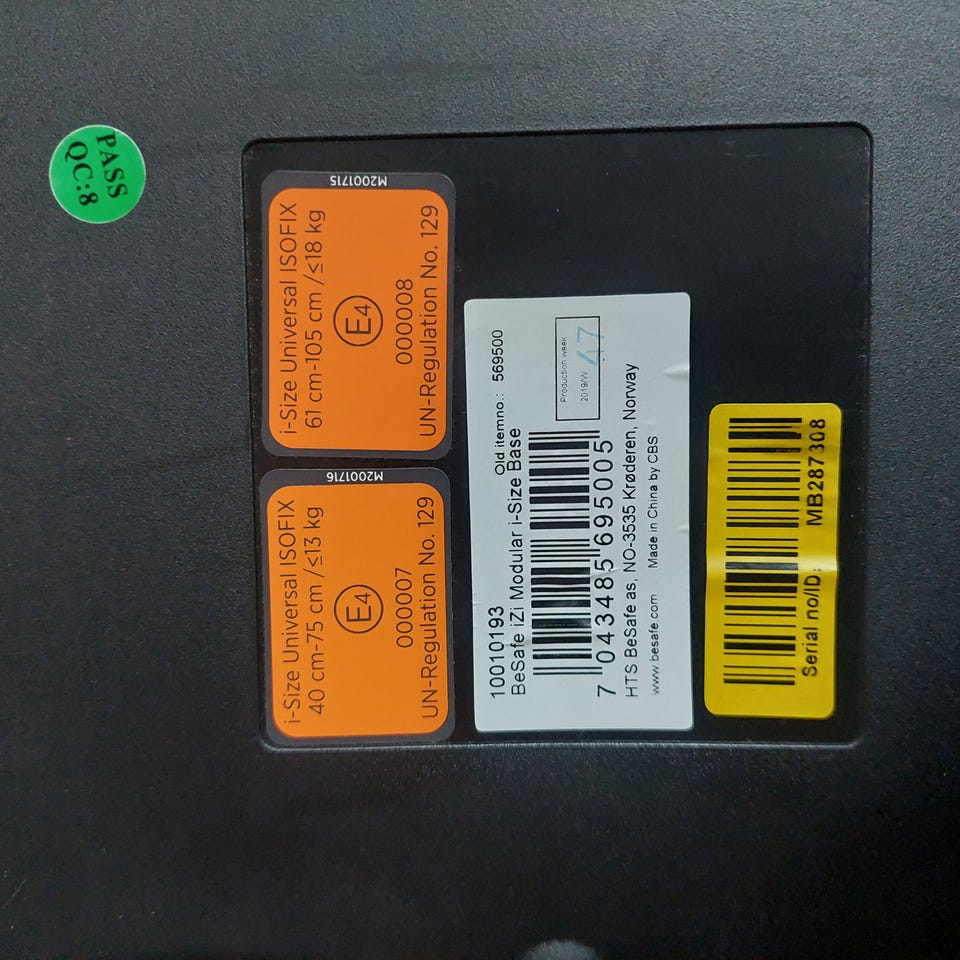 PASS
QC:8
M2001716
i-Size Universal ISOFIX
40 cm-75 cm /≤13 kg
E4
000007
UN-Regulation No. 129
M2001715
i-Size Universal ISOFIX
61 cm-105 cm /≤18 kg
E4
000008
UN-Regulation No. 129
10010193
Old itemno.: 569500
BeSafe iZi Modular i-Size Base
Production week
2019/W 47
7 043485 695005
HTS BeSafe as, NO-3535 Krøderen, Norway
www.besafe.com Made in China by CBS
Serial no/ID: MB287308